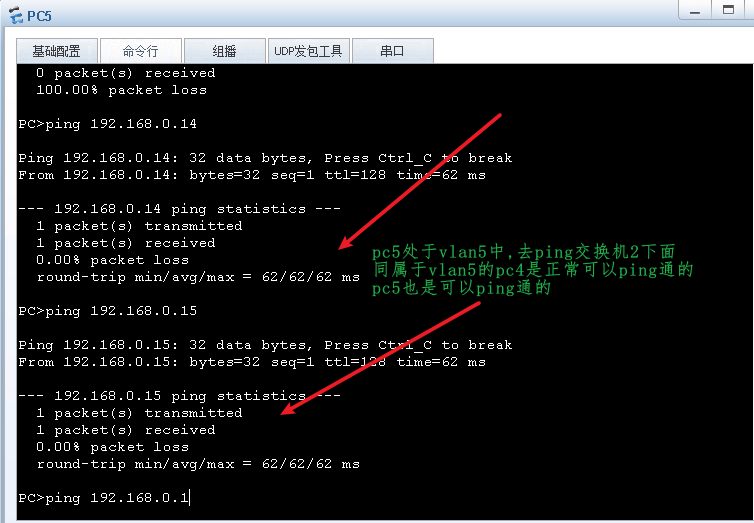 PC5
基础配置 命令行 组播 UDP发包工具 串口
0 packet(s) received
100.00% packet loss
PC>ping 192.168.0.14
Ping 192.168.0.14: 32 data bytes, Press Ctrl_C to break
From 192.168.0.14: bytes=32 seq=1 ttl=128 time=62 ms
--- 192.168.0.14 ping statistics ---
1 packet(s) transmitted
1 packet(s) received
0.00% packet loss
round-trip min/avg/max = 62/62/62 ms
pc5处于vlan5中,去ping交换机2下面
同属于vlan5的pc4是正常可以ping通的
pc5也是可以ping通的
PC>ping 192.168.0.15
Ping 192.168.0.15: 32 data bytes, Press Ctrl_C to break
From 192.168.0.15: bytes=32 seq=1 ttl=128 time=62 ms
--- 192.168.0.15 ping statistics ---
1 packet(s) transmitted
1 packet(s) received
0.00% packet loss
round-trip min/avg/max = 62/62/62 ms
PC>ping 192.168.0.1